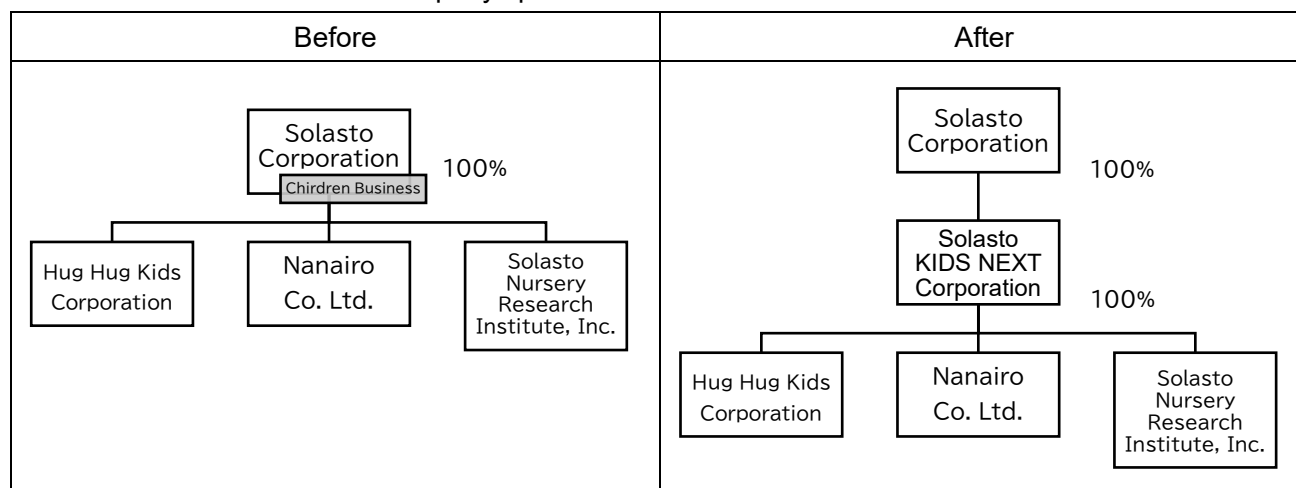 Before
After
Solasto
Corporation
Chirdren Business
100%
Hug Hug Kids
Corporation
Nanairo
Co. Ltd.
Solasto
Nursery
Research
Institute, Inc.
Solasto
Corporation
100%
Solasto
KIDS NEXT
Corporation
100%
Hug Hug Kids
Corporation
Nanairo
Co. Ltd.
Solasto
Nursery
Research
Institute, Inc.